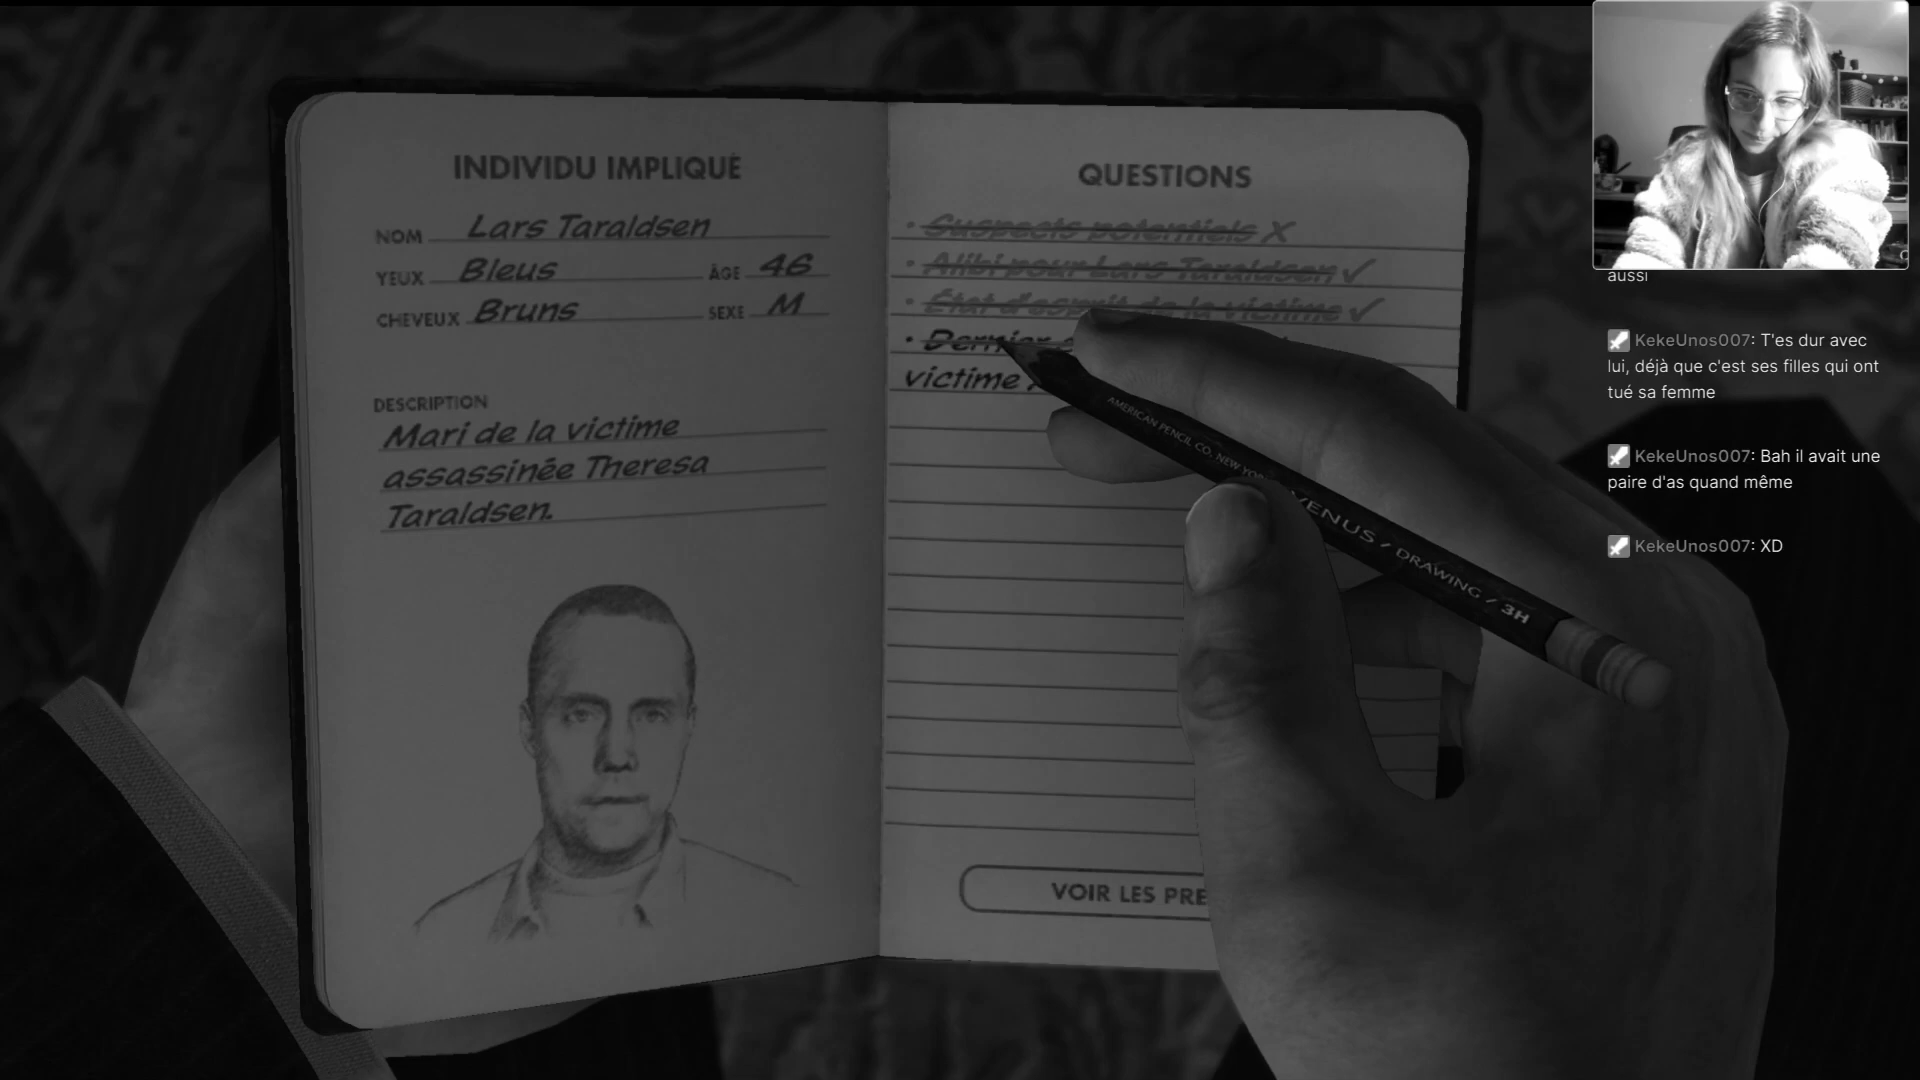 INDIVIDU IMPLIQUÉ
NOM Lars Taraldsen
YEUX Bleus ÂGE 46
CHEVEUX Bruns SEXE M
DESCRIPTION
Mari de la victime
assassinée Theresa
Taraldsen.
QUESTIONS
• Suspects potentiels X
• Alibi pour Lars Taraldsen ✓
• État d'esprit de la victime ✓
• Dernier
victime
VOIR LES PRE
AMERICAN PENCIL CO. NEW YOR
VENUS / DRAWING / 3H
aussi
KekeUnos007: T'es dur avec
lui, déjà que c'est ses filles qui ont
tué sa femme
KekeUnos007: Bah il avait une
paire d'as quand même
KekeUnos007: XD